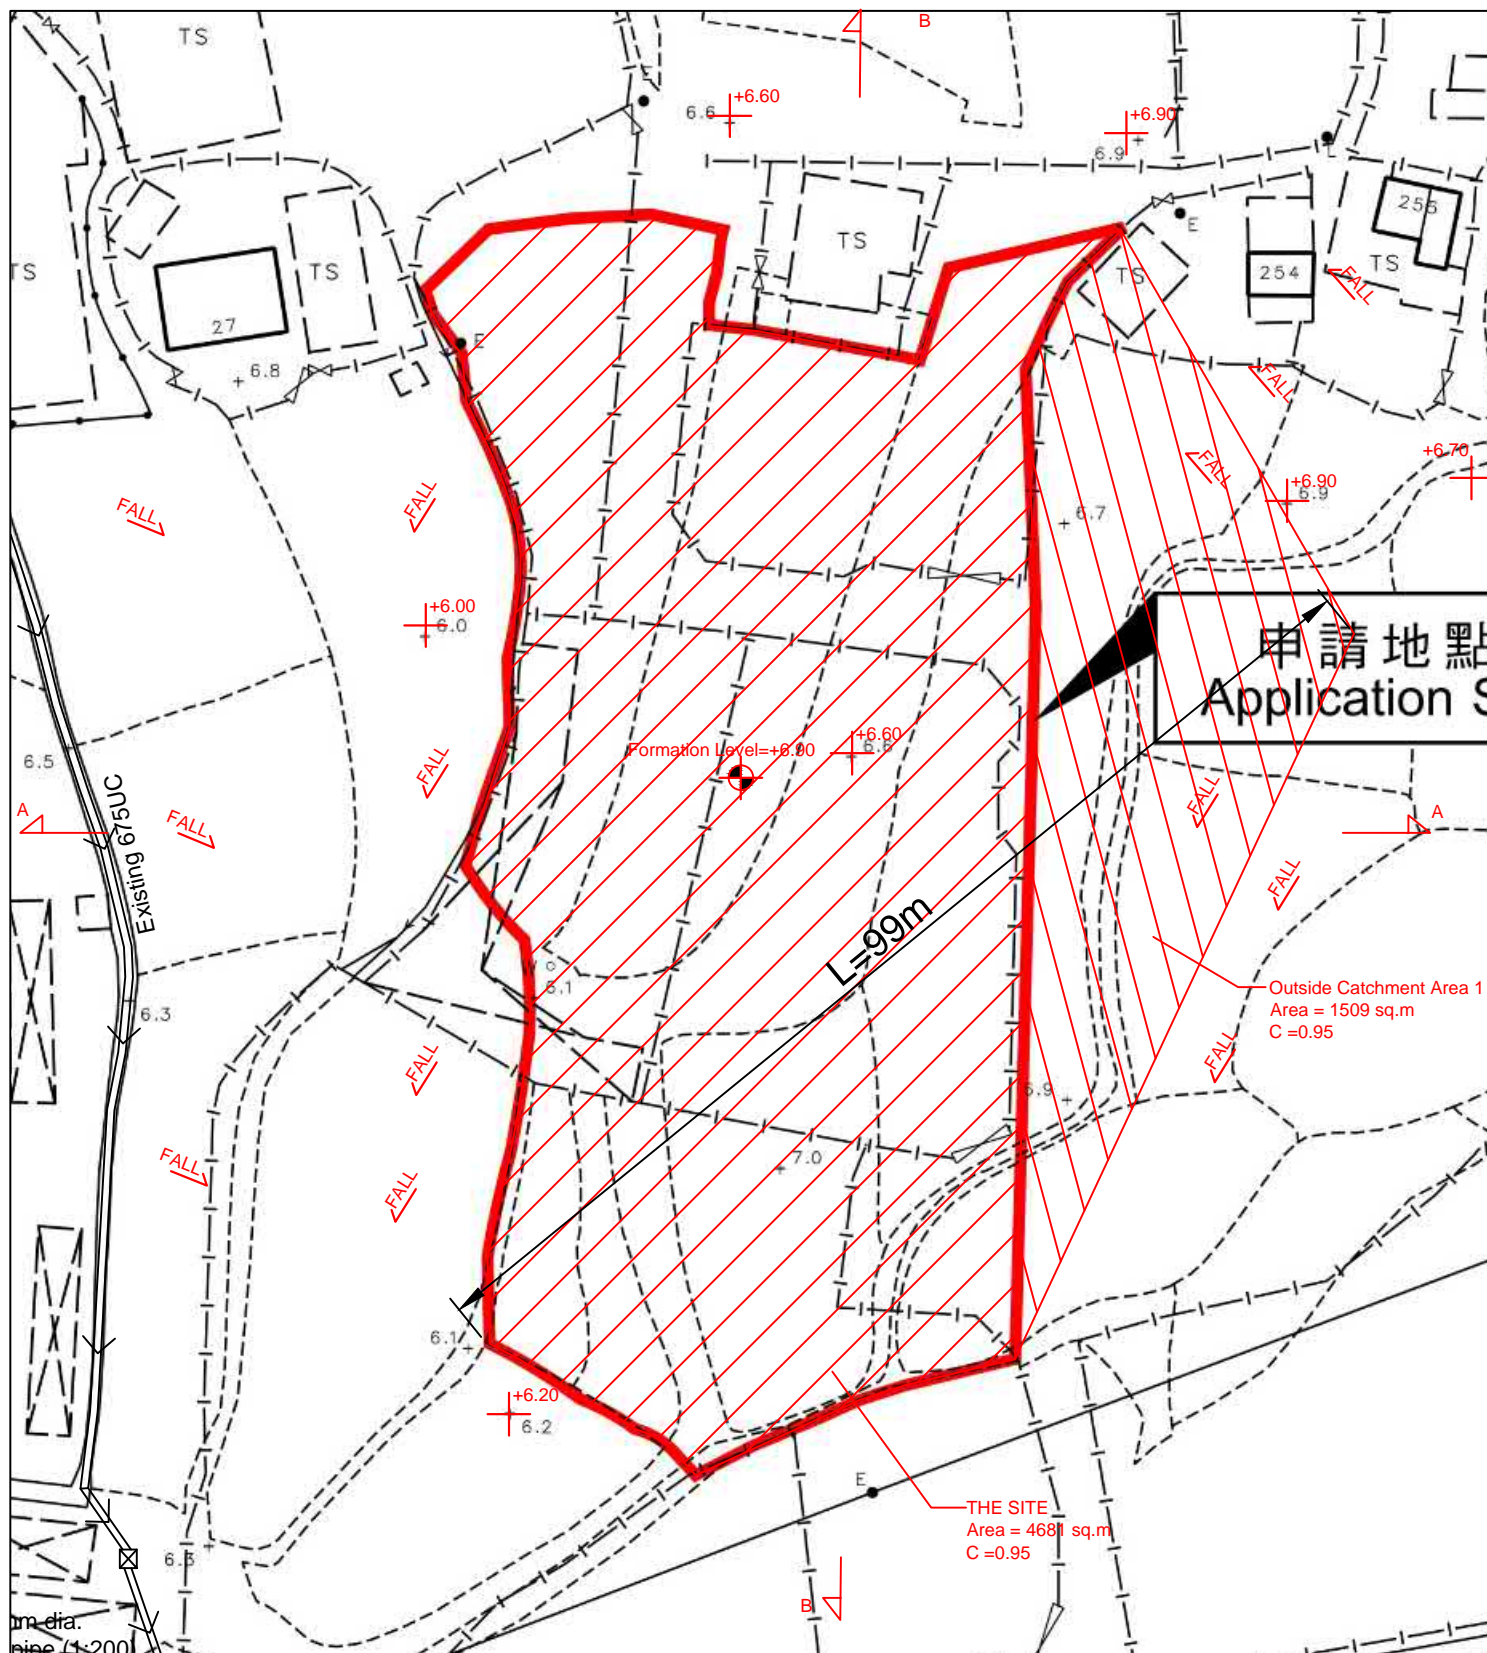 TS
B
E
6.6
+6.60
+6.90
6.9
E
TS
TS
27
TS
TS
E
254
256
TS
FALL
E
6.8
FALL
FALL
+6.70
+6.90
6.9
FALL
FALL
6.7
+6.00
6.0
申請地點
Application S
6.5
FALL
Formation Level=+6.90
+6.60
6.6
FALL
A
Existing 675UC
FALL
A
FALL
L=99m
6.1
Outside Catchment Area 1
Area = 1509 sq.m
C =0.95
6.3
FALL
FALL
6.9
7.0
FALL
FALL
6.1
+6.20
6.2
E
THE SITE
Area = 4681 sq.m
C =0.95
6.3
B
m dia.
pipe (1:200)